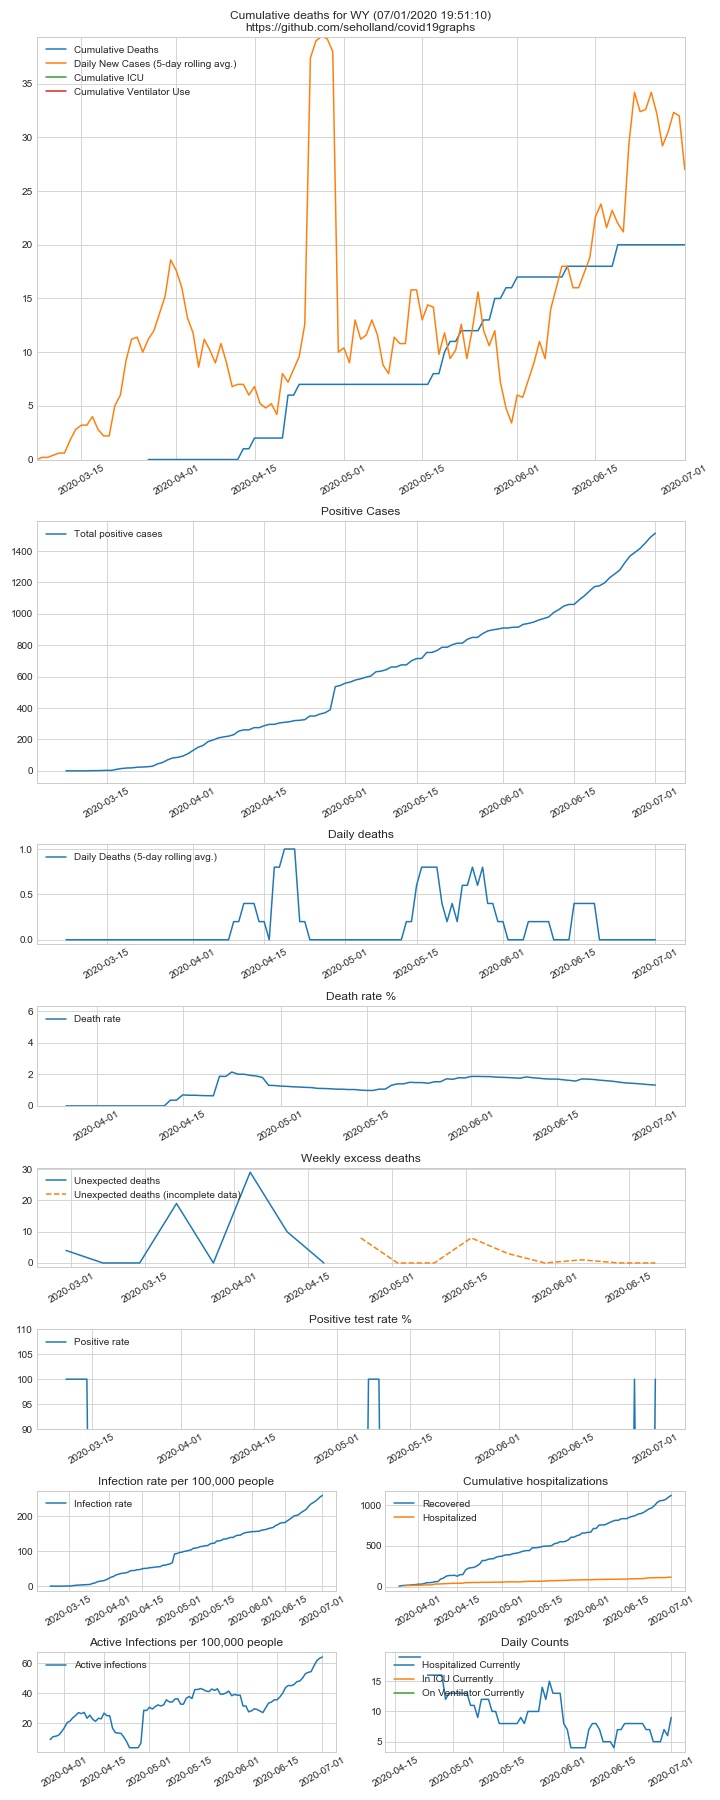 Cumulative deaths for WY (07/01/2020 19:51:10)
https://github.com/seholland/covid19graphs
Cumulative Deaths
Daily New Cases (5-day rolling avg.)
Cumulative ICU
Cumulative Ventilator Use
35
30
25
20
15
10
5
0
2020-03-15 2020-04-01 2020-04-15 2020-05-01 2020-05-15 2020-06-01 2020-06-15 2020-07-01
Positive Cases
Total positive cases
1400
1200
1000
800
600
400
200
0
2020-03-15 2020-04-01 2020-04-15 2020-05-01 2020-05-15 2020-06-01 2020-06-15 2020-07-01
Daily deaths
Daily Deaths (5-day rolling avg.)
1.0
0.5
0.0
2020-03-15 2020-04-01 2020-04-15 2020-05-01 2020-05-15 2020-06-01 2020-06-15 2020-07-01
Death rate %
Death rate
6
4
2
0
2020-04-01 2020-04-15 2020-05-01 2020-05-15 2020-06-01 2020-06-15 2020-07-01
Weekly excess deaths
Unexpected deaths
Unexpected deaths (incomplete data)
30
20
10
0
2020-03-01 2020-03-15 2020-04-01 2020-04-15 2020-05-01 2020-05-15 2020-06-01 2020-06-15
Positive test rate %
Positive rate
110
105
100
95
90
2020-03-15 2020-04-01 2020-04-15 2020-05-01 2020-05-15 2020-06-01 2020-06-15 2020-07-01
Infection rate per 100,000 people
Infection rate
200
100
0
2020-03-15 2020-04-01 2020-04-15 2020-05-01 2020-05-15 2020-06-01 2020-06-15 2020-07-01
Cumulative hospitalizations
Recovered
Hospitalized
1000
500
0
2020-04-01 2020-04-15 2020-05-01 2020-05-15 2020-06-01 2020-06-15 2020-07-01
Active Infections per 100,000 people
Active infections
60
40
20
2020-04-01 2020-04-15 2020-05-01 2020-05-15 2020-06-01 2020-06-15 2020-07-01
Daily Counts
Hospitalized Currently
In ICU Currently
On Ventilator Currently
15
10
5
2020-04-15 2020-05-01 2020-05-15 2020-06-01 2020-06-15 2020-07-01